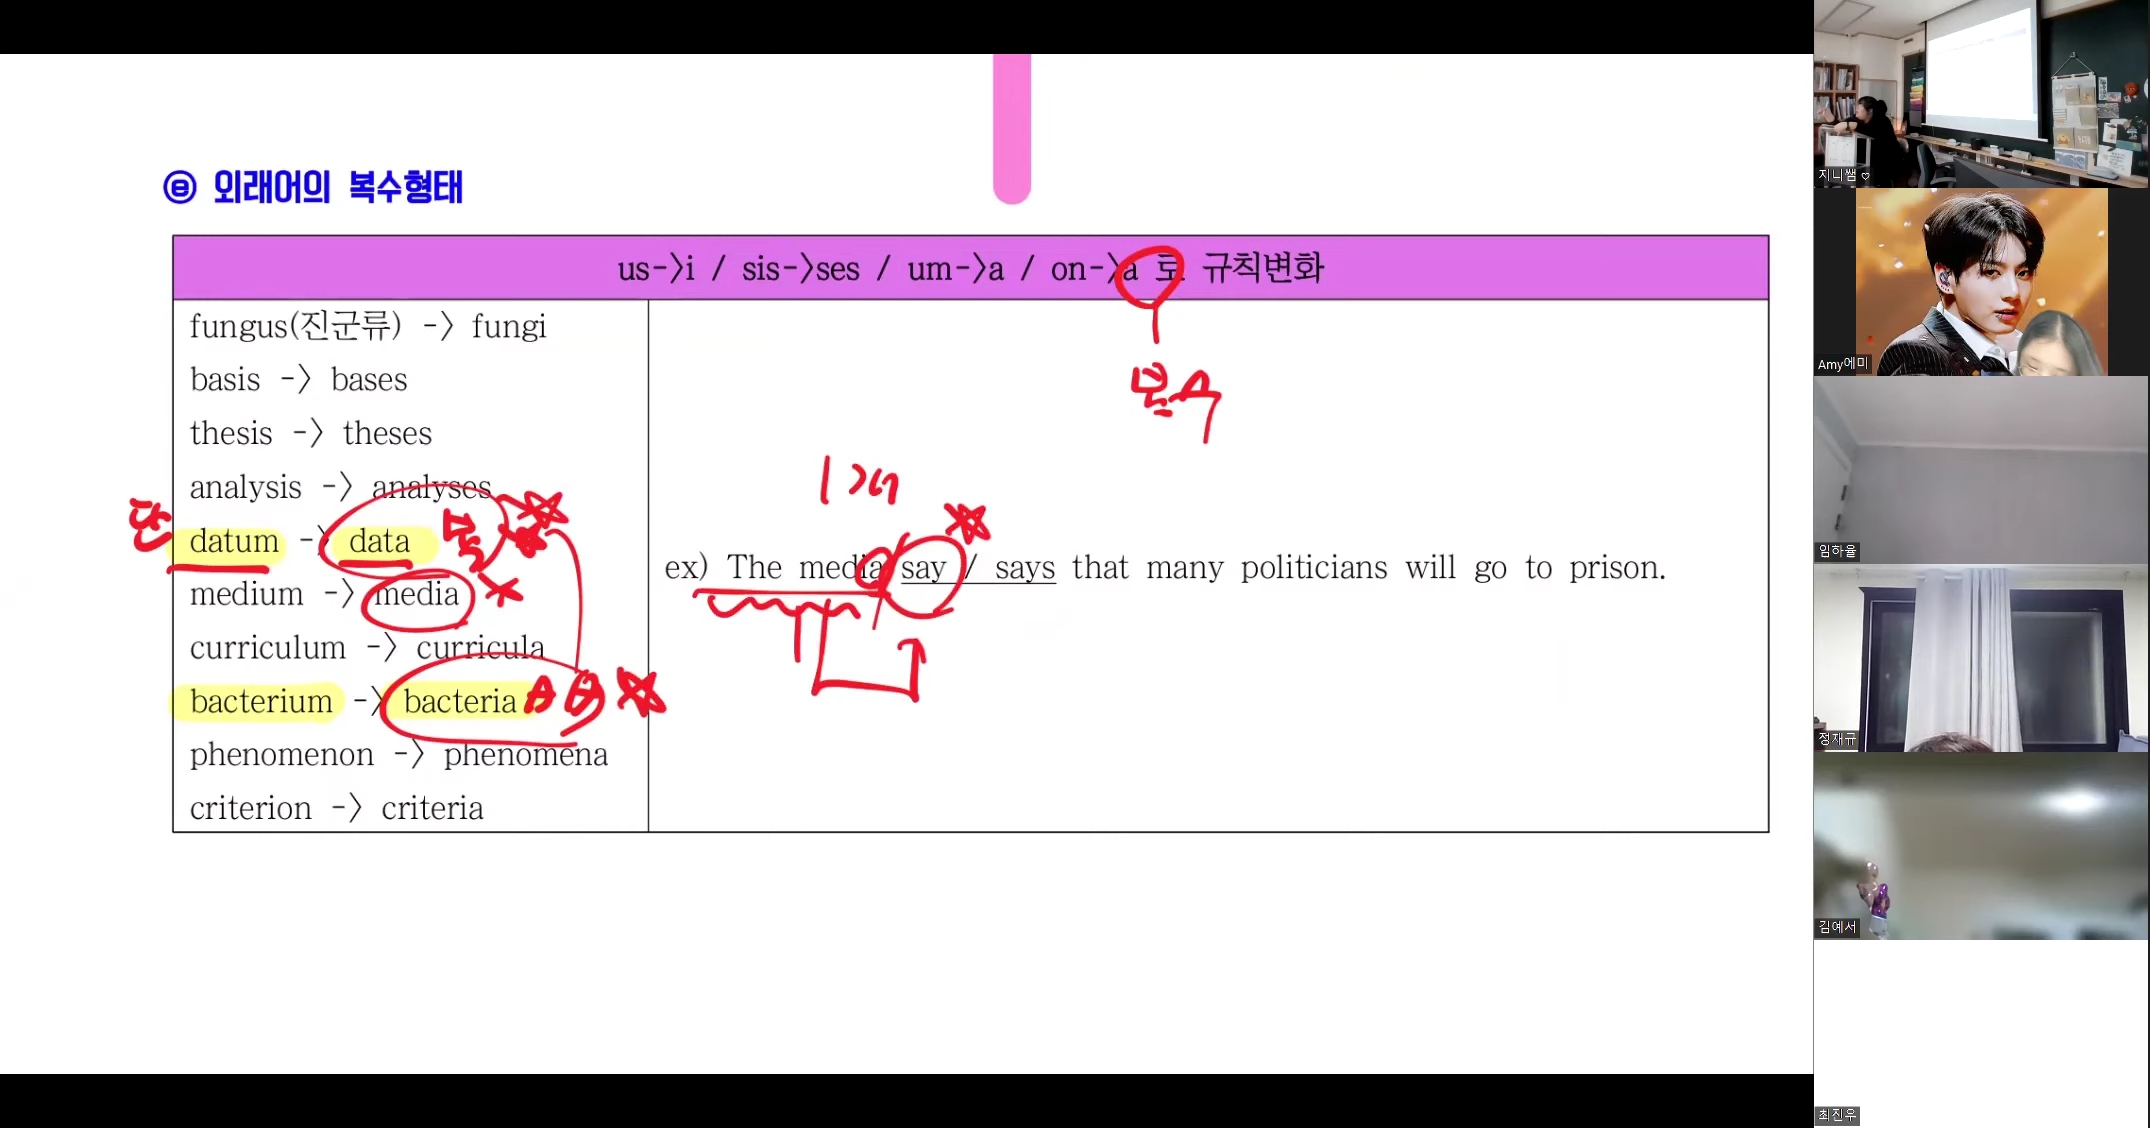 ⓔ 외래어의 복수형태
us->i / sis->ses / um->a / on->a 로 규칙변화
fungus(진균류) -> fungi
basis -> bases
thesis -> theses
analysis -> analyses
datum -> data
medium -> media
curriculum -> curricula
bacterium -> bacteria
phenomenon -> phenomena
criterion -> criteria
단
복
복수
ex) The media say / says that many politicians will go to prison.
지니쌤♡
Amy에미
임하율
정재규
김예서
최진우